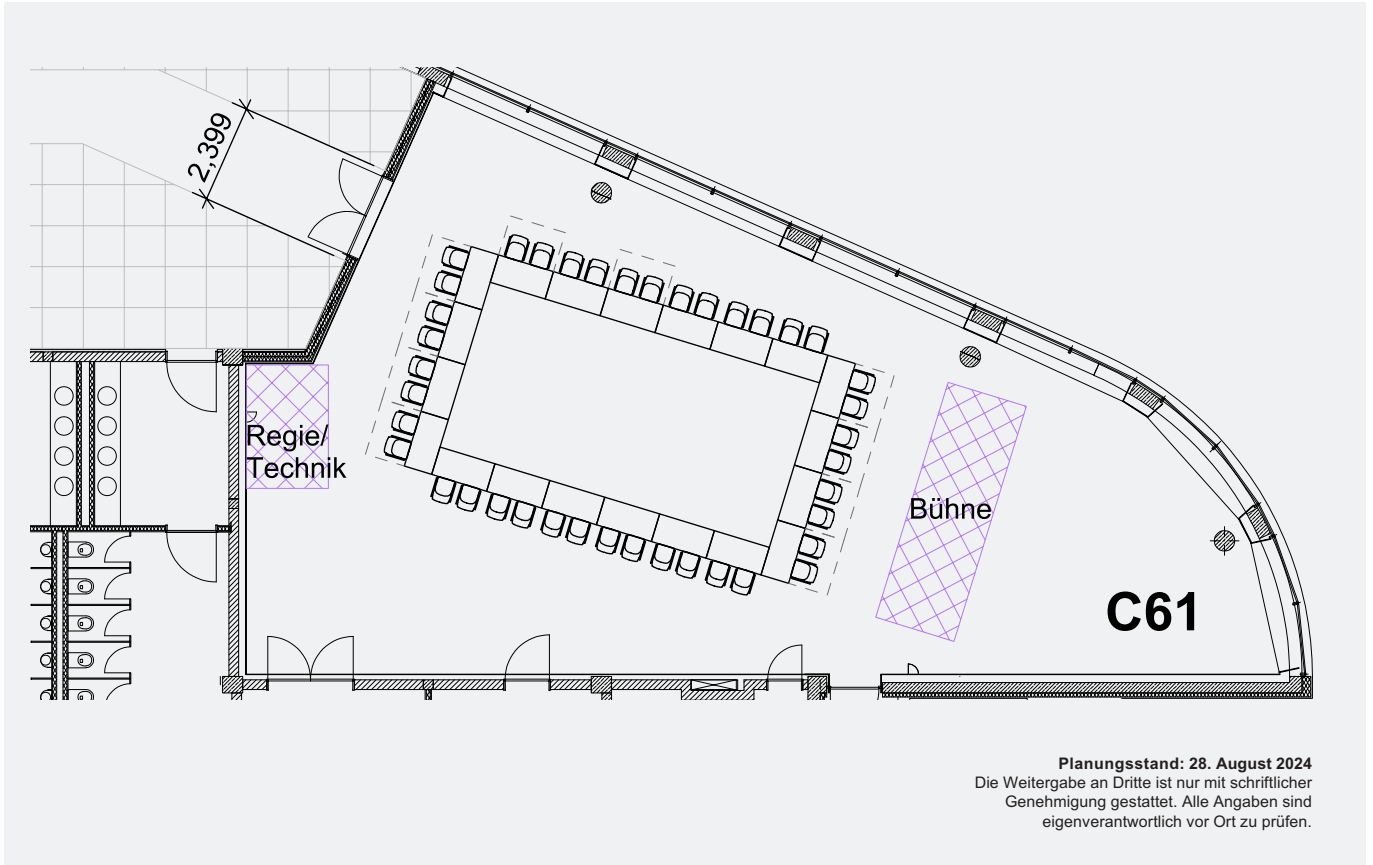 2,399
Regie/
Technik
Bühne
C61
Planungsstand: 28. August 2024
Die Weitergabe an Dritte ist nur mit schriftlicher
Genehmigung gestattet. Alle Angaben sind
eigenverantwortlich vor Ort zu prüfen.